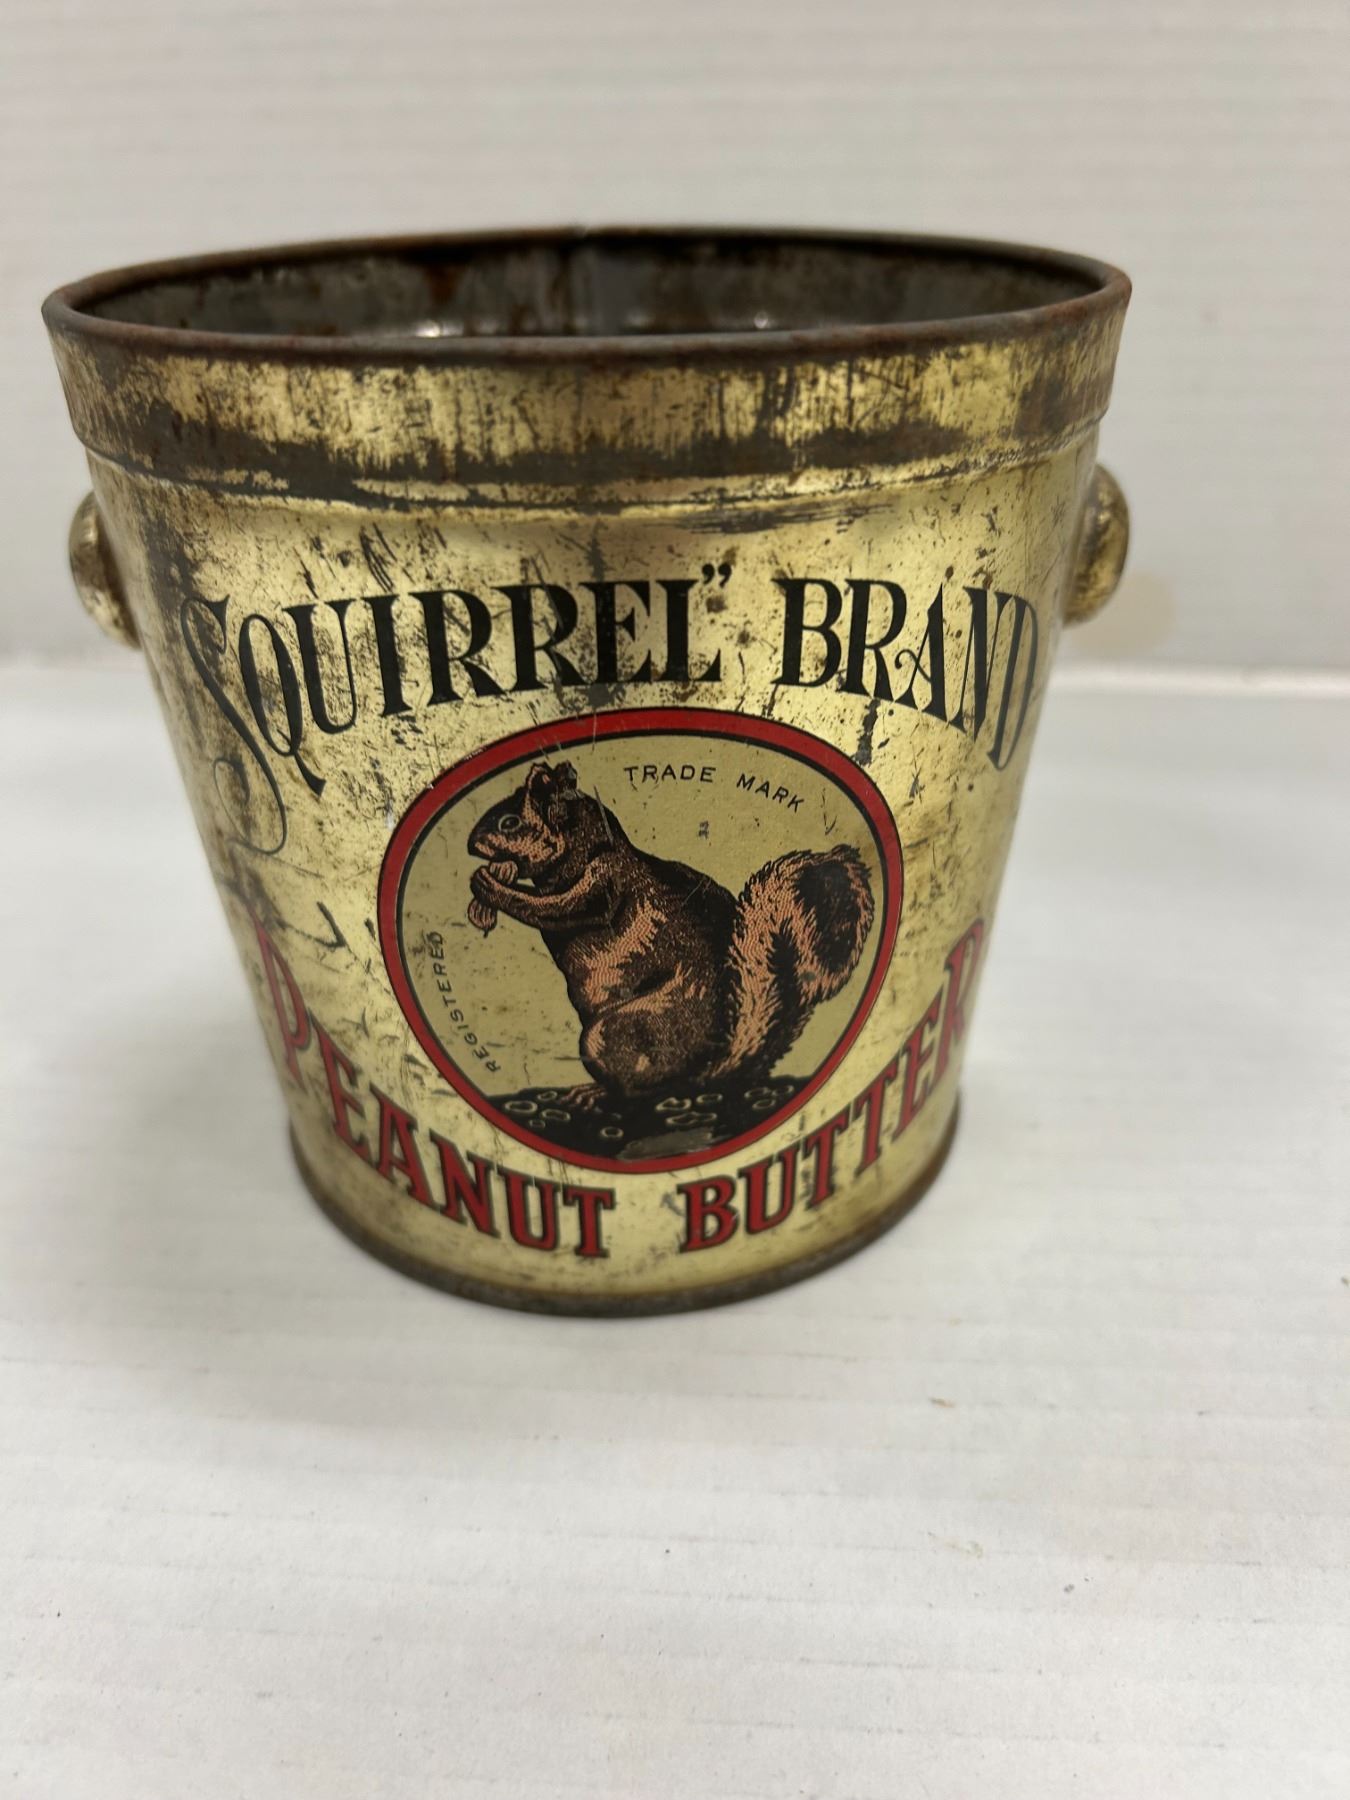 SQUIRREL” BRAND
TRADE MARK
REGISTERED
PEANUT BUTTER